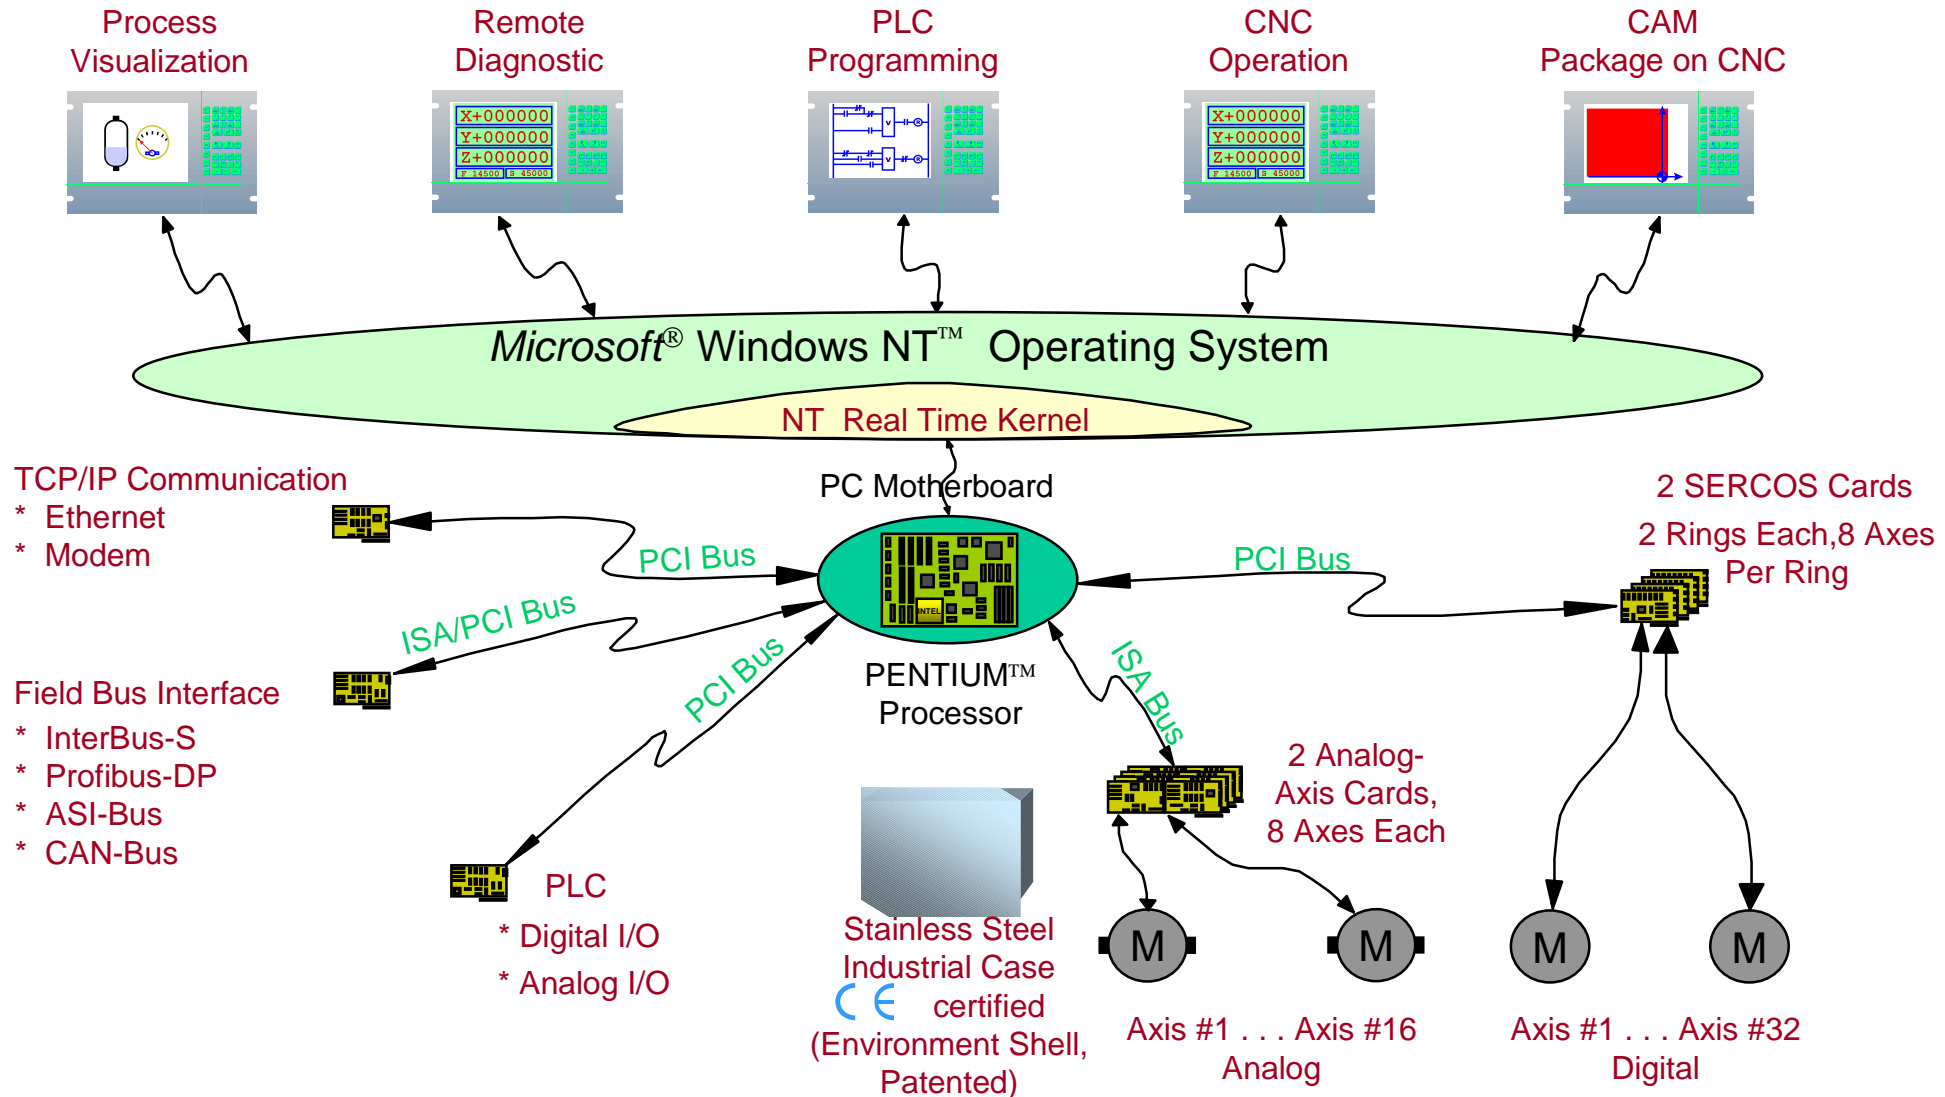 Process
Visualization
Remote
Diagnostic
PLC
Programming
CNC
Operation
CAM
Package on CNC
X+000000
Y+000000
Z+000000
F 14500 S 45000
V
R
V
R
X+000000
Y+000000
Z+000000
F 14500 S 45000
Microsoft® Windows NT™ Operating System
NT Real Time Kernel
TCP/IP Communication
* Ethernet
* Modem
PC Motherboard
2 SERCOS Cards
2 Rings Each,8 Axes
Per Ring
PCI Bus
PCI Bus
ISA/PCI Bus
PCI Bus
ISA Bus
INTEL
PENTIUM™
Processor
Field Bus Interface
* InterBus-S
* Profibus-DP
* ASI-Bus
* CAN-Bus
2 Analog-
Axis Cards,
8 Axes Each
PLC
* Digital I/O
* Analog I/O
Stainless Steel
Industrial Case
CE certified
(Environment Shell,
Patented)
M
M
M
M
Axis #1 . . . Axis #16
Analog
Axis #1 . . . Axis #32
Digital